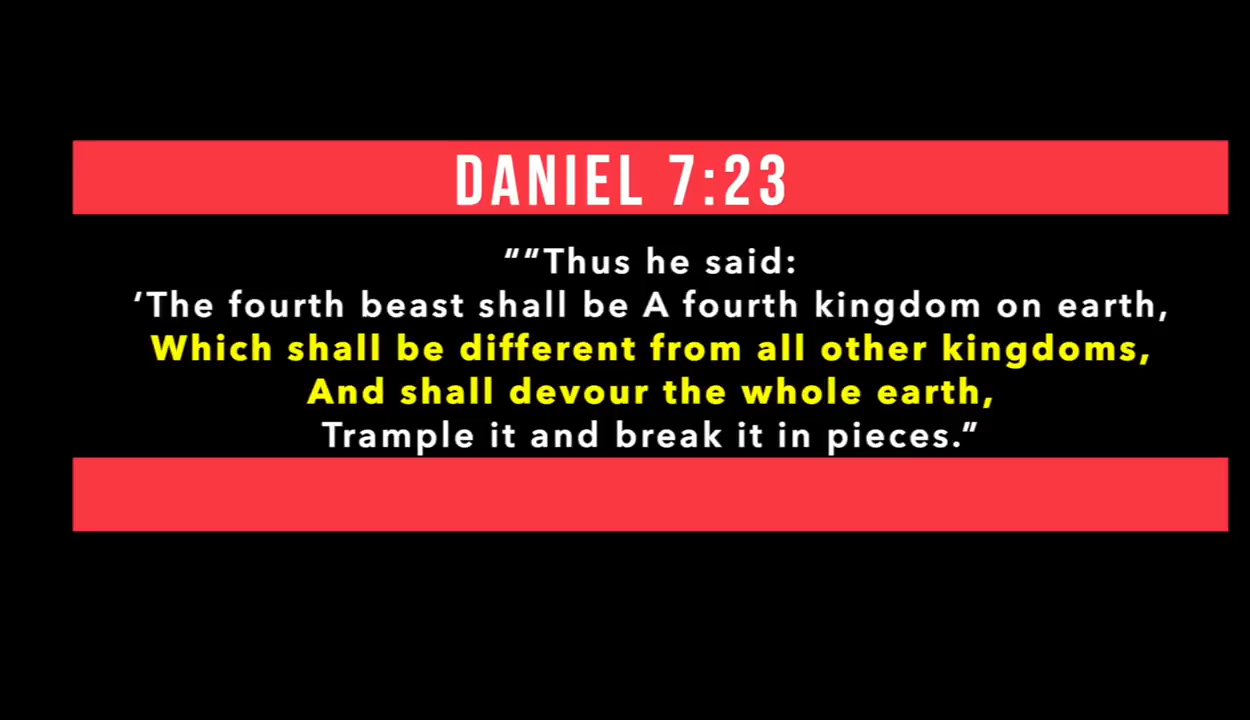 DANIEL 7:23
““Thus he said:
‘The fourth beast shall be A fourth kingdom on earth,
Which shall be different from all other kingdoms,
And shall devour the whole earth,
Trample it and break it in pieces.”